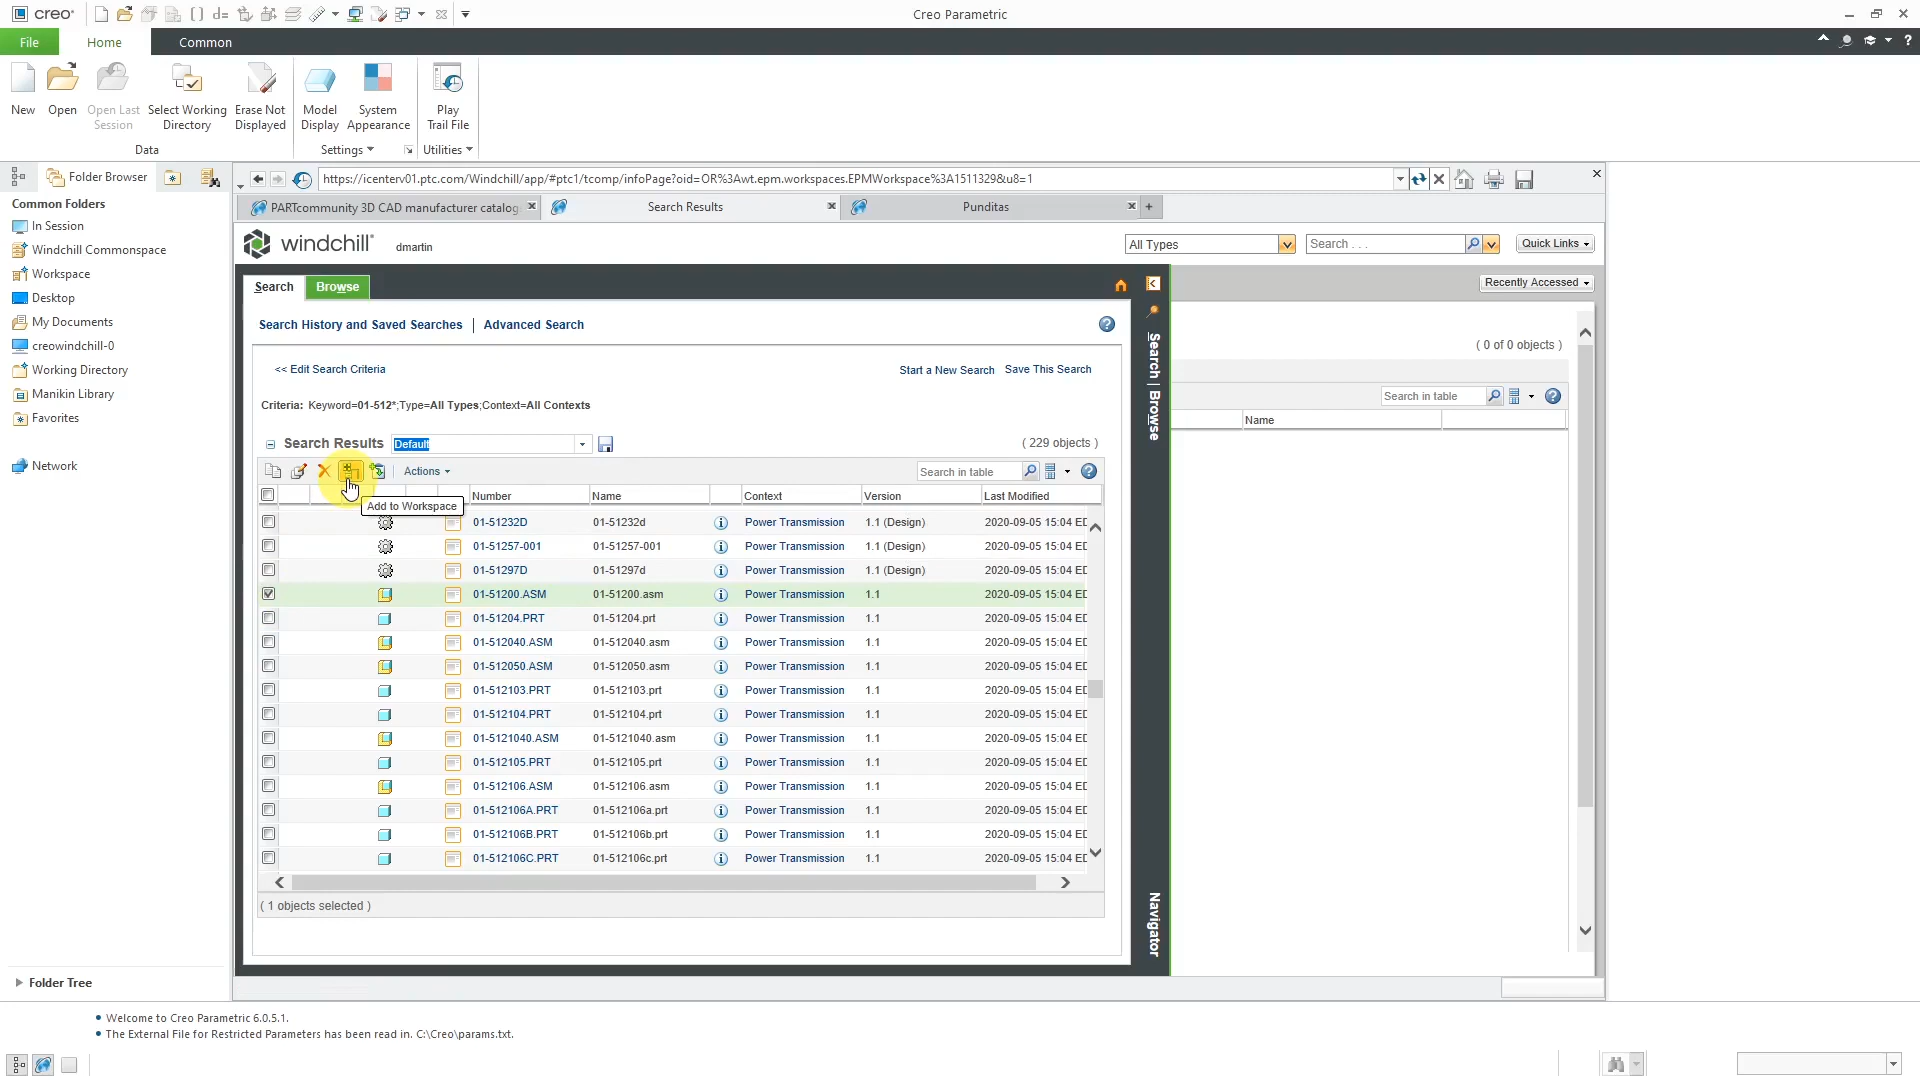 creo
Creo Parametric
File
Home
Common
New
Open
Open Last Session
Select Working Directory
Erase Not Displayed
Model Display
System Appearance
Play Trail File
Data
Settings
Utilities
Folder Browser
https://icenterv01.ptc.com/Windchill/app/#ptc1/tcomp/infoPage?oid=OR%3Awt.epm.workspaces.EPMWorkspace%3A1511329&u8=1
Common Folders
In Session
Windchill Commonspace
Workspace
Desktop
My Documents
creowindchill-0
Working Directory
Manikin Library
Favorites
Network
Folder Tree
PARTcommunity 3D CAD manufacturer catalog
Search Results
Punditas
windchill
dmartin
All Types
Search . . .
Quick Links
Search
Browse
Recently Accessed
Search History and Saved Searches | Advanced Search
( 0 of 0 objects )
<< Edit Search Criteria
Start a New Search
Save This Search
Criteria: Keyword=01-512*;Type=All Types;Context=All Contexts
Search in table
Name
Search | Browse
Navigator
Search Results
Default
( 229 objects )
Actions
Search in table
Number Name Context Version Last Modified
Add to Workspace
01-51232D 01-51232d Power Transmission 1.1 (Design) 2020-09-05 15:04 ED
01-51257-001 01-51257-001 Power Transmission 1.1 (Design) 2020-09-05 15:04 ED
01-51297D 01-51297d Power Transmission 1.1 (Design) 2020-09-05 15:04 ED
01-51200.ASM 01-51200.asm Power Transmission 1.1 2020-09-05 15:04 ED
01-51204.PRT 01-51204.prt Power Transmission 1.1 2020-09-05 15:04 ED
01-512040.ASM 01-512040.asm Power Transmission 1.1 2020-09-05 15:04 ED
01-512050.ASM 01-512050.asm Power Transmission 1.1 2020-09-05 15:04 ED
01-512103.PRT 01-512103.prt Power Transmission 1.1 2020-09-05 15:04 ED
01-512104.PRT 01-512104.prt Power Transmission 1.1 2020-09-05 15:04 ED
01-5121040.ASM 01-5121040.asm Power Transmission 1.1 2020-09-05 15:04 ED
01-512105.PRT 01-512105.prt Power Transmission 1.1 2020-09-05 15:04 ED
01-512106.ASM 01-512106.asm Power Transmission 1.1 2020-09-05 15:04 ED
01-512106A.PRT 01-512106a.prt Power Transmission 1.1 2020-09-05 15:04 ED
01-512106B.PRT 01-512106b.prt Power Transmission 1.1 2020-09-05 15:04 ED
01-512106C.PRT 01-512106c.prt Power Transmission 1.1 2020-09-05 15:04 ED
( 1 objects selected )
Welcome to Creo Parametric 6.0.5.1.
The External File for Restricted Parameters has been read in. C:\Creo\params.txt.